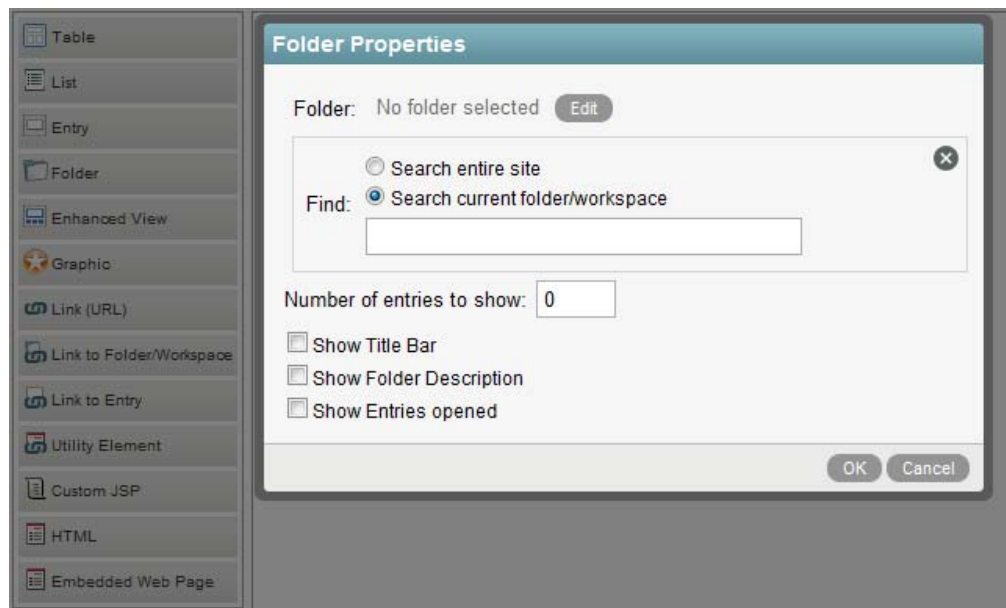 Table
List
Entry
Folder
Enhanced View
Graphic
Link (URL)
Link to Folder/Workspace
Link to Entry
Utility Element
Custom JSP
HTML
Embedded Web Page
Folder Properties
Folder: No folder selected Edit
Search entire site
Find: Search current folder/workspace
Number of entries to show: 0
Show Title Bar
Show Folder Description
Show Entries opened
OK Cancel